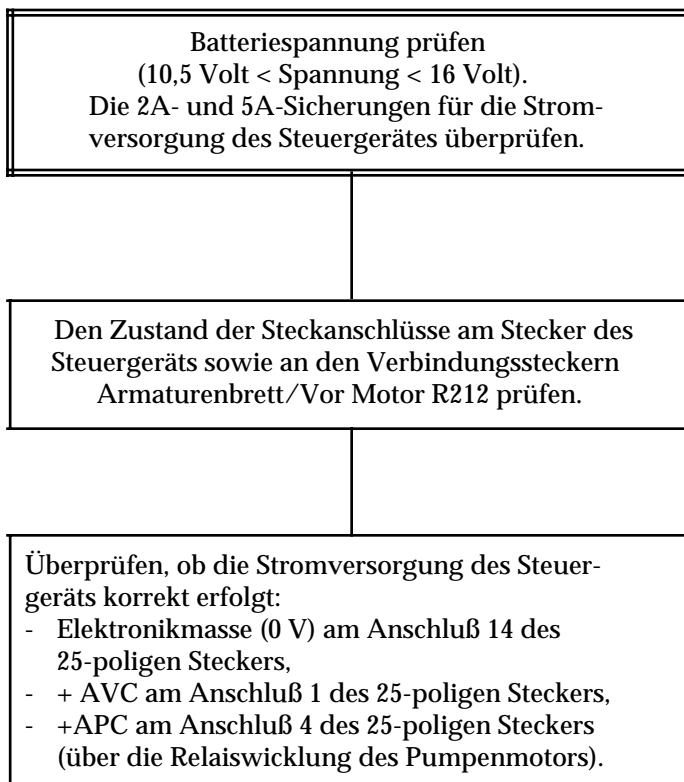 Batteriespannung prüfen
(10,5 Volt < Spannung < 16 Volt).
Die 2A- und 5A-Sicherungen für die Strom-
versorgung des Steuergerätes überprüfen.
Den Zustand der Steckanschlüsse am Stecker des
Steuergeräts sowie an den Verbindungssteckern
Armaturenbrett/Vor Motor R212 prüfen.
Überprüfen, ob die Stromversorgung des Steuer-
geräts korrekt erfolgt:
- Elektronikmasse (0 V) am Anschluß 14 des
25-poligen Steckers,
- + AVC am Anschluß 1 des 25-poligen Steckers,
- +APC am Anschluß 4 des 25-poligen Steckers
(über die Relaiswicklung des Pumpenmotors).